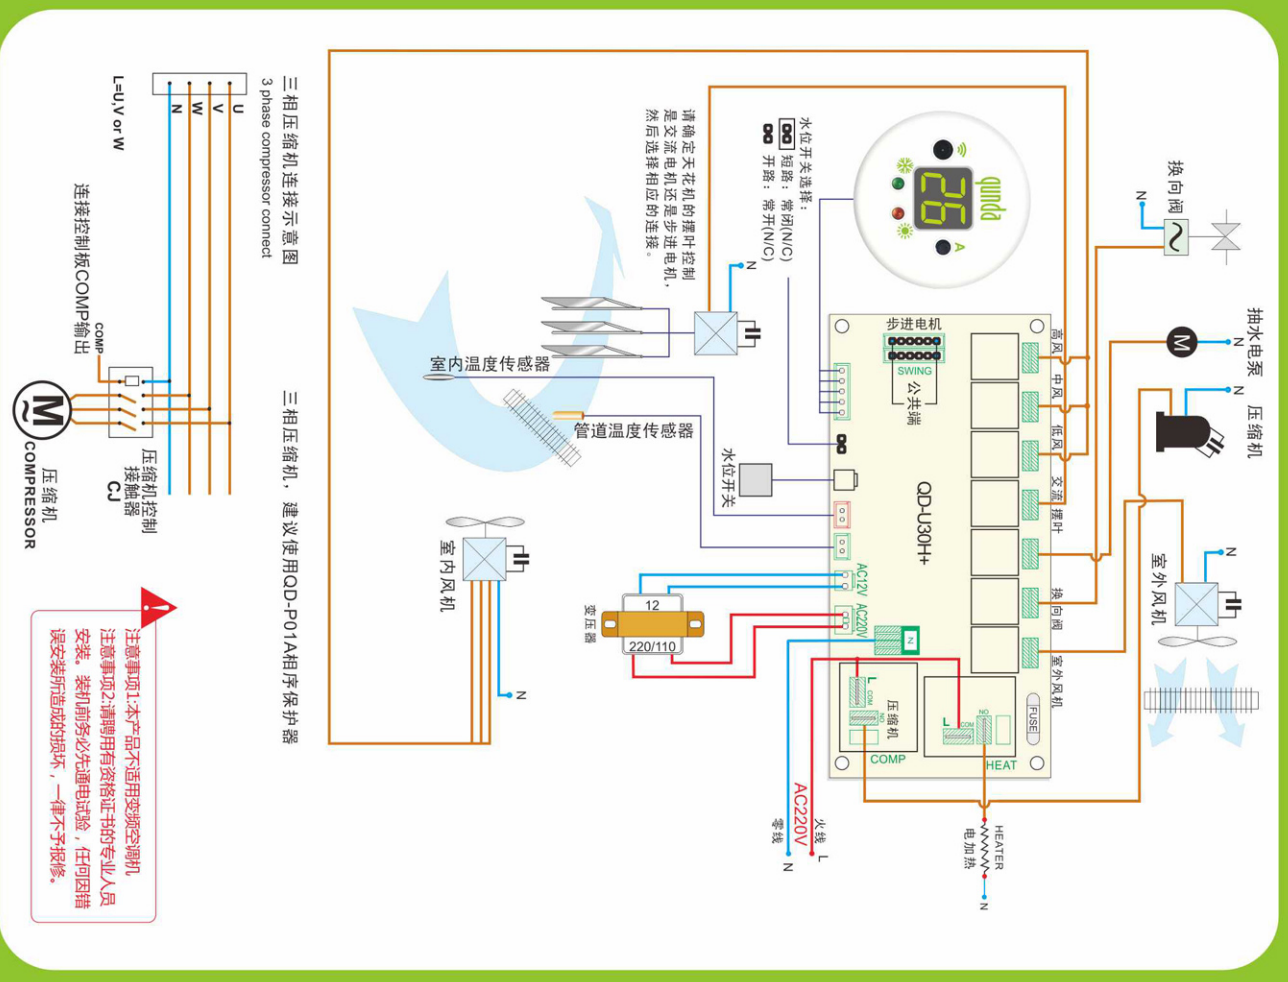 三相压缩机连接示意图
3 phase compressor connect
U
V
W
N
L=U,V or W
连接控制板COMP输出
COMP
M
压缩机
COMPRESSOR
压缩机控制
接触器
CJ
三相压缩机，建议使用QD-P01A相序保护器
注意事项1:本产品不适用变频空调机
注意事项2:请聘用有资格证书的专业人员
安装。装机前务必先通电试验，任何因错
误安装所造成的损坏，一律不予报修。
请确定天花机的摆叶控制
是交流电机还是步进电机，
然后选择相应的连接。
水位开关选择：
短路：常闭(N/C)
开路：常开(N/C)
N
qunda
26
A
换向阀
N
抽水电泵
M
N
压缩机
N
室外风机
N
步进电机
SWING
公共端
高风
中风
低风
交流摆叶
换向阀
室外风机
QD-U30H+
FUSE
室内温度传感器
管道温度传感器
水位开关
室内风机
N
变压器
12
220/110
AC12V
AC220V
N
压缩机
L
COM
NO
COMP
L
COM
NO
HEAT
火线 L
AC220V
零线 N
HEATER
电加热
N